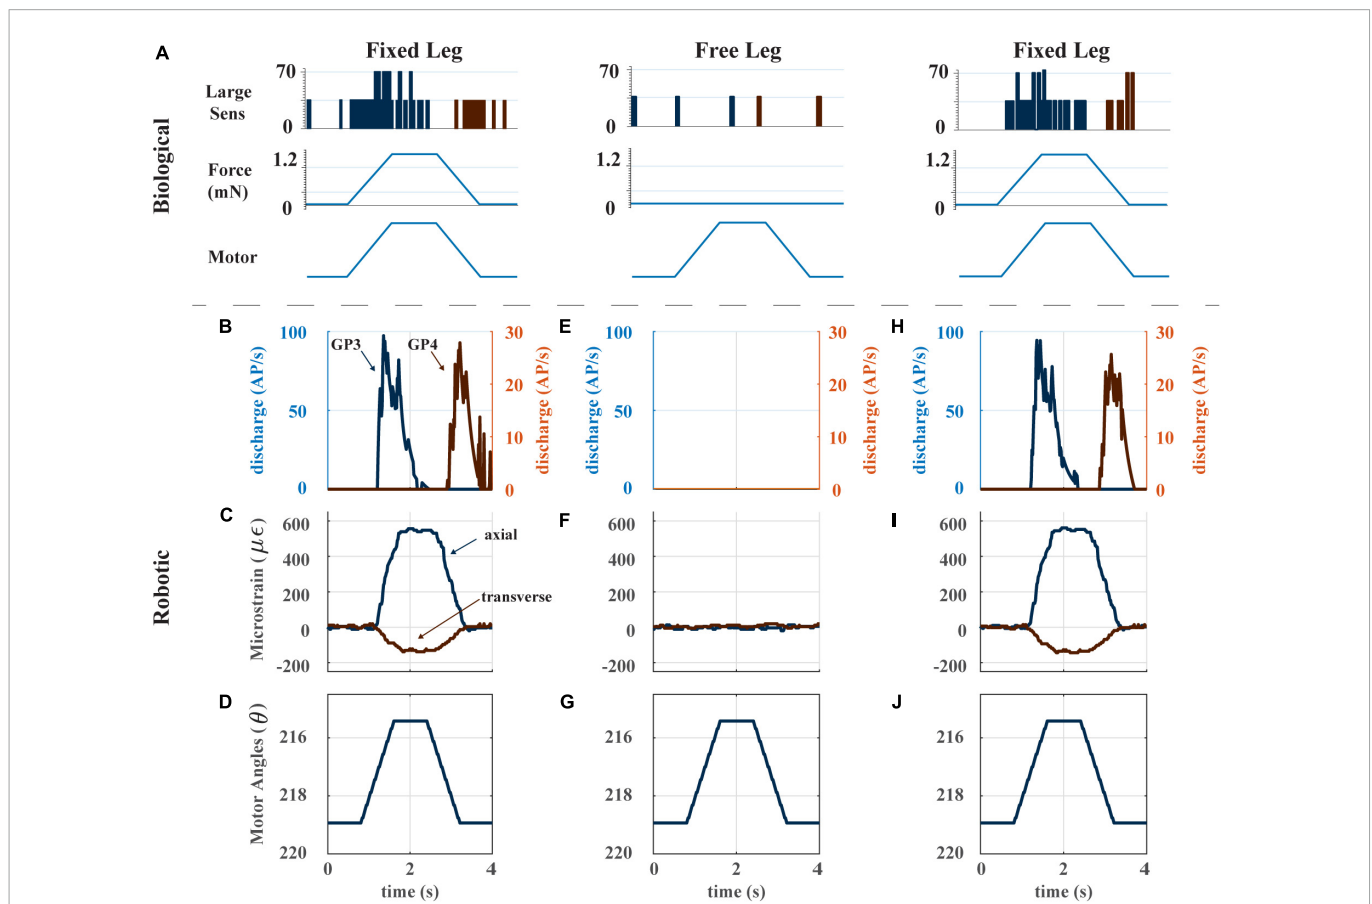 A
Fixed Leg
Free Leg
Fixed Leg
Biological
Large
Sens
70
0
70
0
70
0
Force
(mN)
1.2
0
1.2
0
1.2
0
Motor
Robotic
B
discharge (AP/s)
100
50
0
GP3
GP4
30
20
10
0
discharge (AP/s)
E
discharge (AP/s)
100
50
0
30
20
10
0
discharge (AP/s)
H
discharge (AP/s)
100
50
0
30
20
10
0
discharge (AP/s)
C
Microstrain (με)
600
400
200
0
-200
axial
transverse
F
600
400
200
0
-200
I
600
400
200
0
-200
D
Motor Angles (θ)
216
218
220
0 2 4
time (s)
G
216
218
220
0 2 4
time (s)
J
216
218
220
0 2 4
time (s)